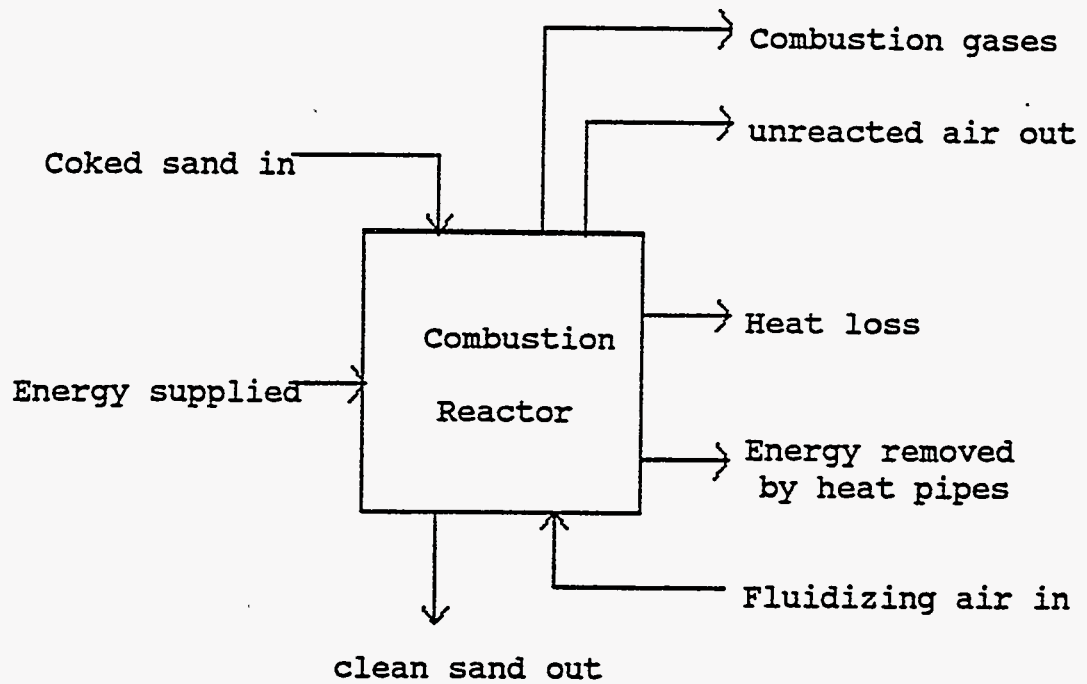 Combustion gases
unreacted air out
Coked sand in
Combustion
Reactor
Heat loss
Energy supplied
Energy removed
by heat pipes
Fluidizing air in
clean sand out